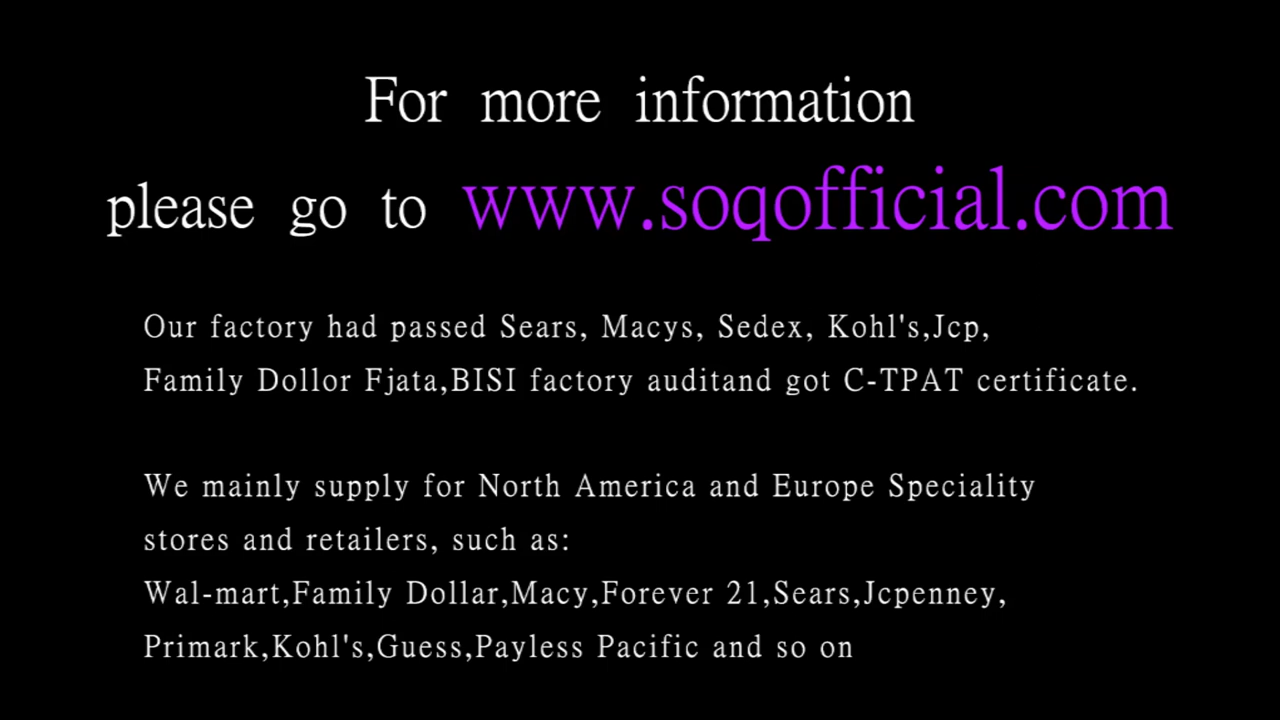 For more information
please go to www.soqofficial.com
Our factory had passed Sears, Macys, Sedex, Kohl's,Jcp,
Family Dollor Fjata,BISI factory auditand got C-TPAT certificate.
We mainly supply for North America and Europe Speciality
stores and retailers, such as:
Wal-mart,Family Dollar,Macy,Forever 21,Sears,Jcpenney,
Primark,Kohl's,Guess,Payless Pacific and so on